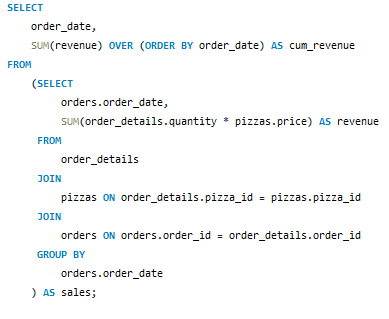 SELECT
order_date,
SUM(revenue) OVER (ORDER BY order_date) AS cum_revenue
FROM
(SELECT
orders.order_date,
SUM(order_details.quantity * pizzas.price) AS revenue
FROM
order_details
JOIN
pizzas ON order_details.pizza_id = pizzas.pizza_id
JOIN
orders ON orders.order_id = order_details.order_id
GROUP BY
orders.order_date
) AS sales;